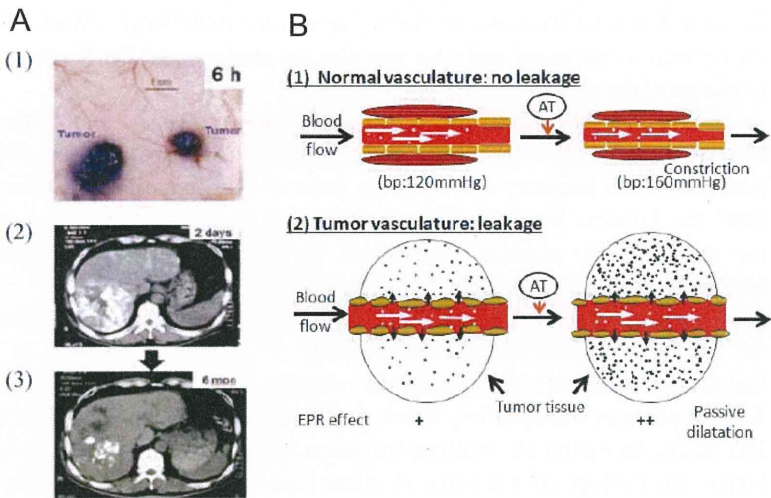 A
(1)
6 h
Tumor
Tumor
(2)
2 days
(3)
6 mos
B
(1) Normal vasculature: no leakage
Blood
flow
AT
(bp:120mmHg)
Constriction
(bp:160mmHg)
(2) Tumor vasculature: leakage
Blood
flow
AT
Tumor tissue
EPR effect
+
++
Passive
dilatation